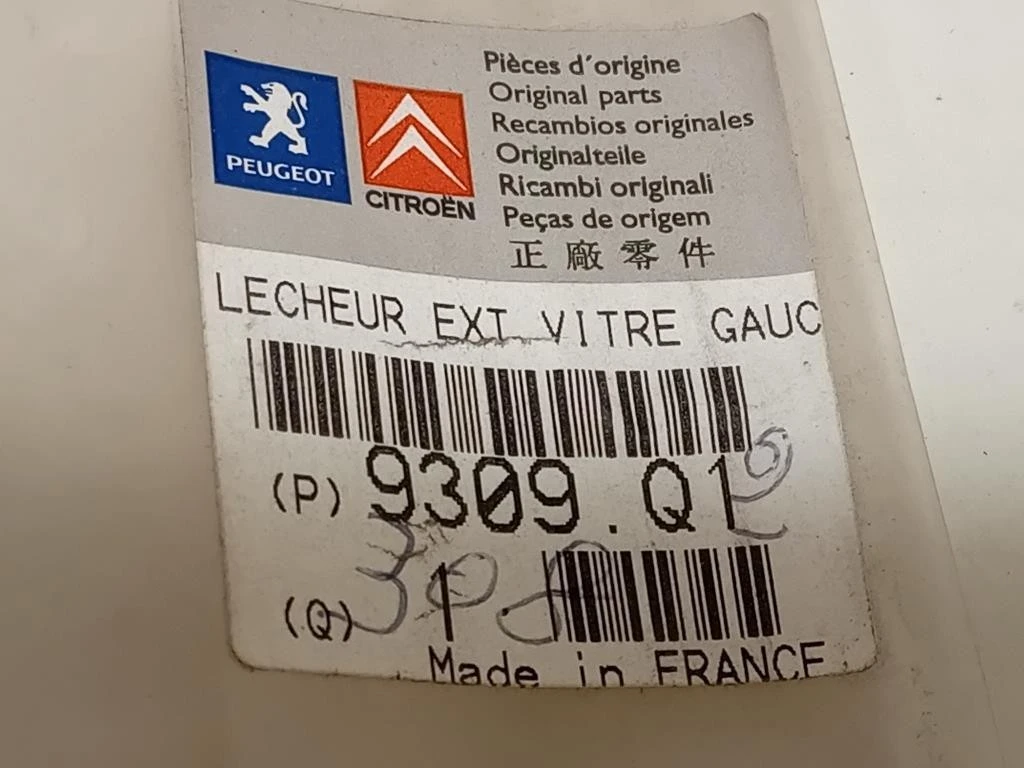 PEUGEOT
CITROËN
Pièces d'origine
Original parts
Recambios originales
Originalteile
Ricambi originali
Peças de origem
正廠零件
LECHEUR EXT VITRE GAUC
(P) 9309.Q1
(Q) 1
Made in FRANCE